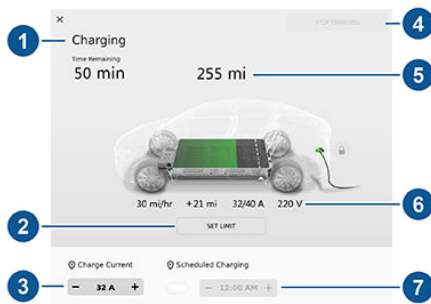 ×
STOP CHARGING
4
1
Charging
Time Remaining
50 min
255 mi
5
30 mi/hr +21 mi 32/40 A 220 V
6
2
SET LIMIT
Charge Current
Scheduled Charging
3
− 32 A +
− 12:00 AM +
7